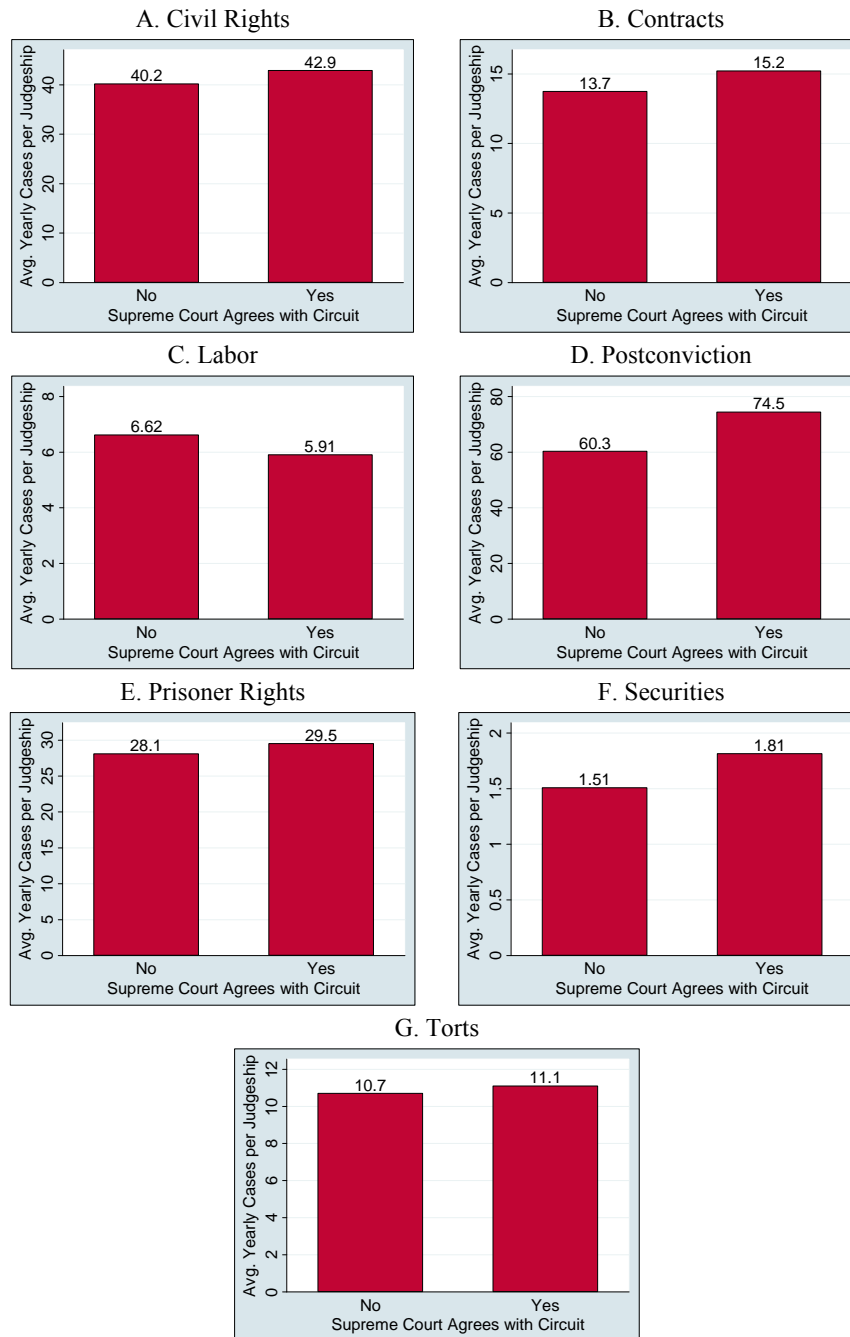 A. Civil Rights
Avg. Yearly Cases per Judgeship
0
10
20
30
40
40.2
42.9
No
Yes
Supreme Court Agrees with Circuit
B. Contracts
Avg. Yearly Cases per Judgeship
0
5
10
15
13.7
15.2
No
Yes
Supreme Court Agrees with Circuit
C. Labor
Avg. Yearly Cases per Judgeship
0
2
4
6
8
6.62
5.91
No
Yes
Supreme Court Agrees with Circuit
D. Postconviction
Avg. Yearly Cases per Judgeship
0
20
40
60
80
60.3
74.5
No
Yes
Supreme Court Agrees with Circuit
E. Prisoner Rights
Avg. Yearly Cases per Judgeship
0
5
10
15
20
25
30
28.1
29.5
No
Yes
Supreme Court Agrees with Circuit
F. Securities
Avg. Yearly Cases per Judgeship
0
0.5
1
1.5
2
1.51
1.81
No
Yes
Supreme Court Agrees with Circuit
G. Torts
Avg. Yearly Cases per Judgeship
0
2
4
6
8
10
12
10.7
11.1
No
Yes
Supreme Court Agrees with Circuit